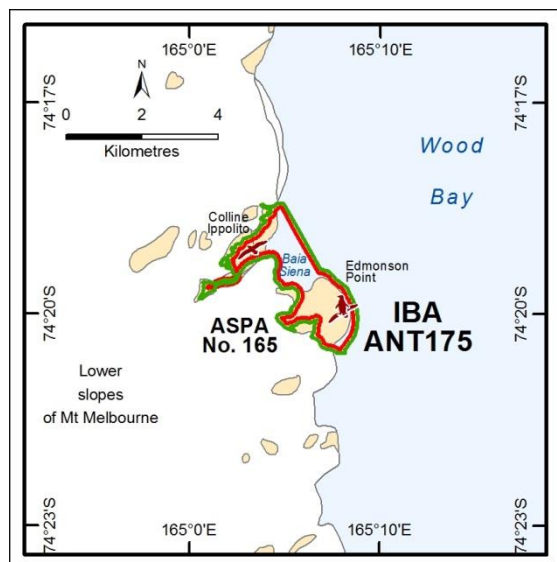 165°0'E
165°10'E
74°17'S
74°17'S
N
0
2
4
Kilometres
Wood
Bay
Colline
Ippolito
Baia
Siena
Edmonson
Point
IBA
ANT175
ASPA
No. 165
74°20'S
74°20'S
Lower
slopes
of Mt Melbourne
74°23'S
74°23'S
165°0'E
165°10'E